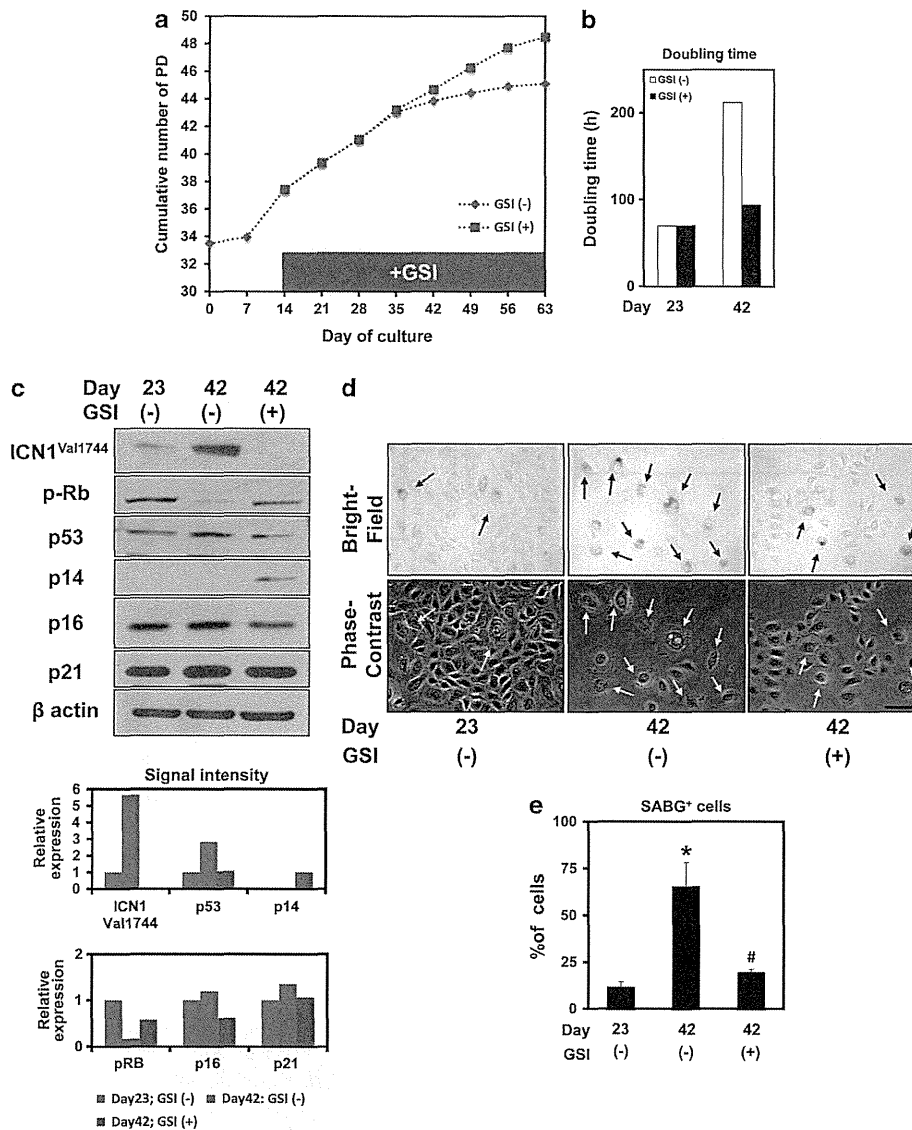 a
50
48
46
44
42
40
38
36
34
32
30
Cumulative number of PD
GSI (-)
GSI (+)
+GSI
0 7 14 21 28 35 42 49 56 63
Day of culture
b
Doubling time
GSI (-)
GSI (+)
200
100
0
Doubling time (h)
Day 23 42
c
Day 23 42 42
GSI (-) (-) (+)
ICN1Val1744
p-Rb
p53
p14
p16
p21
β actin
Signal intensity
6
5
4
3
2
1
0
Relative expression
ICN1 Val1744 p53 p14
2
1
0
Relative expression
pRB p16 p21
Day23; GSI (-) Day42: GSI (-)
Day42; GSI (+)
d
Bright-Field
Phase-Contrast
Day 23 42 42
GSI (-) (-) (+)
e
SABG+ cells
100
75
50
25
0
%of cells
*
#
Day 23 42 42
GSI (-) (-) (+)